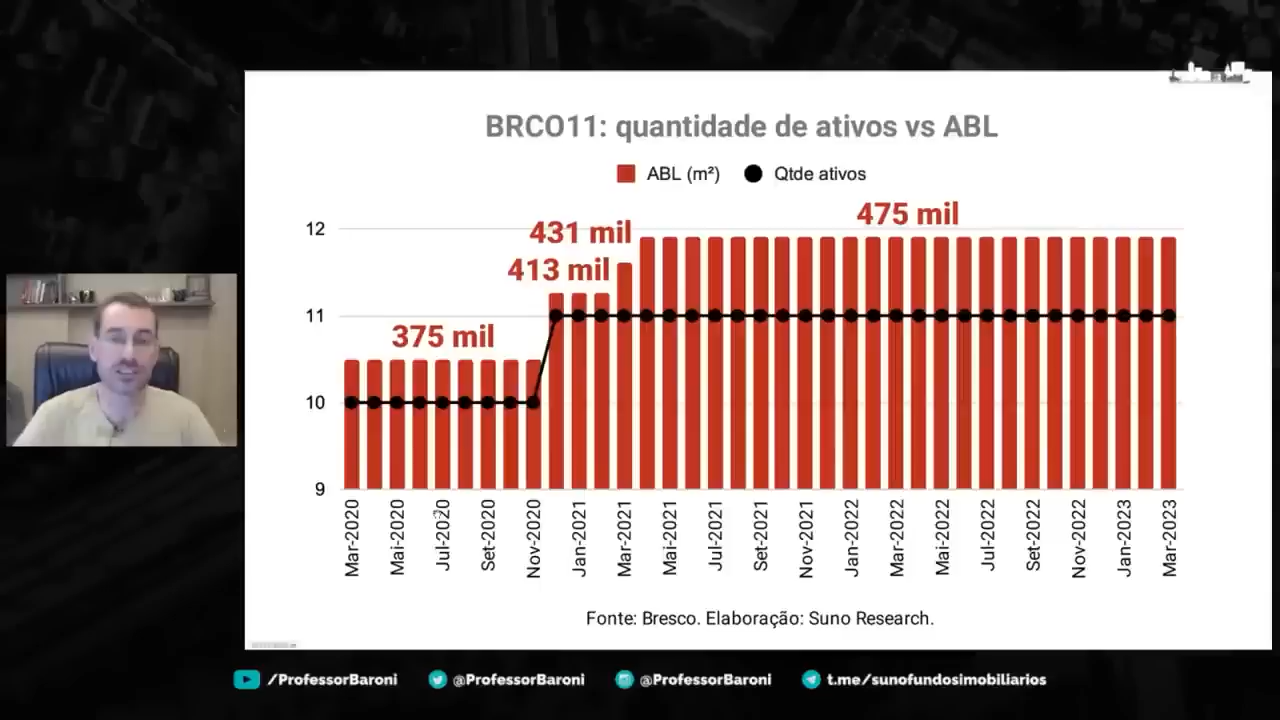 BRCO11: quantidade de ativos vs ABL
ABL (m²) Qtde ativos
475 mil
431 mil
413 mil
375 mil
12
11
10
9
Mar-2020 Mai-2020 Jul-2020 Set-2020 Nov-2020 Jan-2021 Mar-2021 Mai-2021 Jul-2021 Set-2021 Nov-2021 Jan-2022 Mar-2022 Mai-2022 Jul-2022 Set-2022 Nov-2022 Jan-2023 Mar-2023
Fonte: Bresco. Elaboração: Suno Research.
/ProfessorBaroni @ProfessorBaroni @ProfessorBaroni t.me/sunofundosimobiliarios